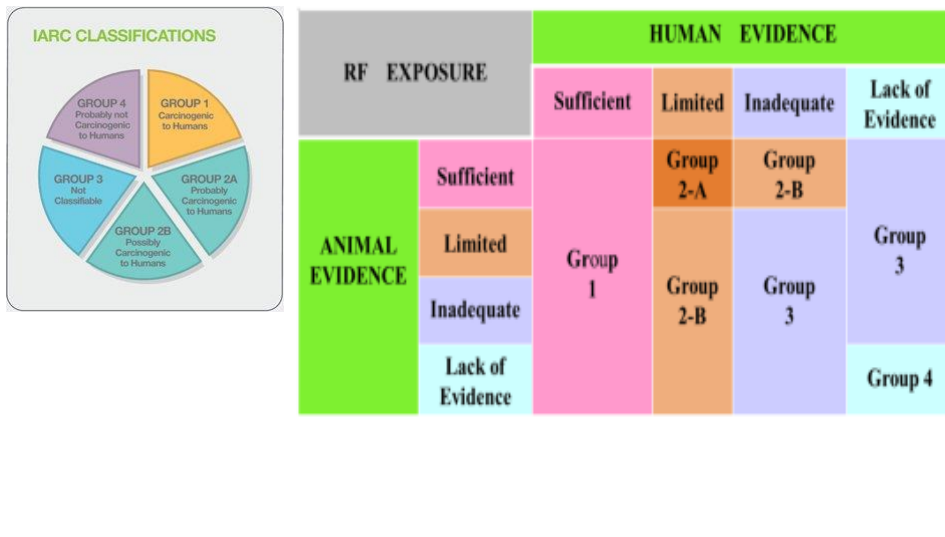 IARC CLASSIFICATIONS
GROUP 4
Probably not
Carcinogenic
to Humans
GROUP 1
Carcinogenic
to Humans
GROUP 3
Not
Classifiable
GROUP 2A
Probably
Carcinogenic
to Humans
GROUP 2B
Possibly
Carcinogenic
to Humans
RF EXPOSURE
HUMAN EVIDENCE
Sufficient
Limited
Inadequate
Lack of
Evidence
ANIMAL
EVIDENCE
Sufficient
Limited
Inadequate
Lack of
Evidence
Group
1
Group
2-A
Group
2-B
Group
2-B
Group
3
Group
3
Group 4